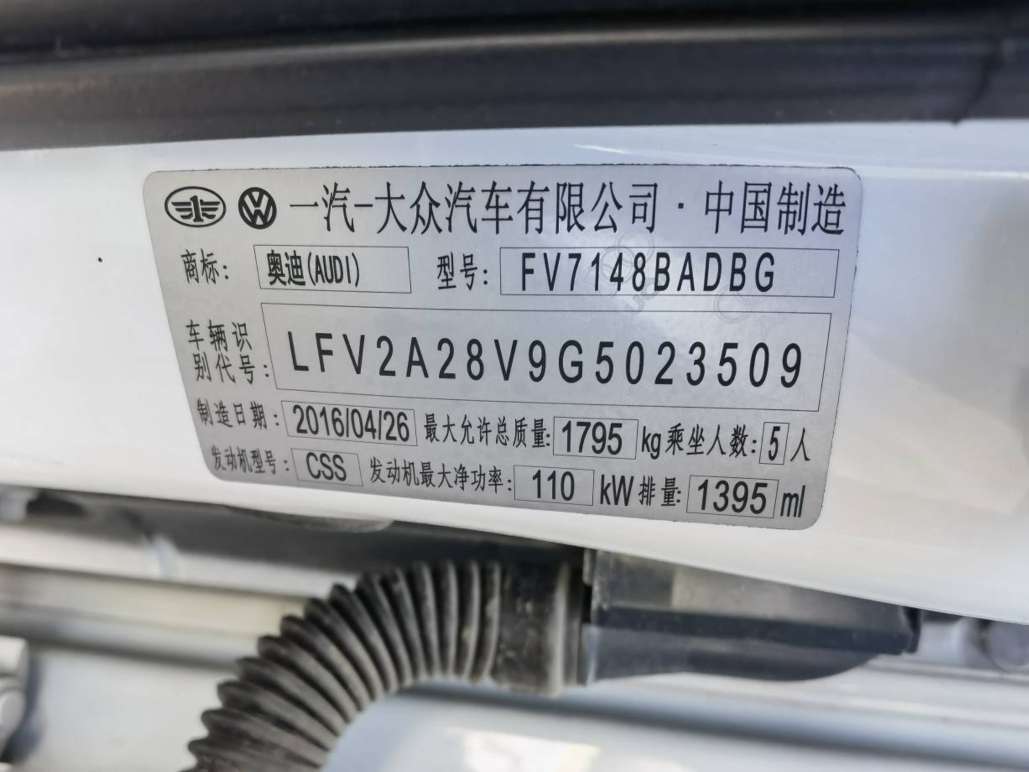 一汽-大众汽车有限公司·中国制造
商标: 奥迪(AUDI) 型号: FV7148BADBG
车辆识别代号: LFV2A28V9G5023509
制造日期: 2016/04/26 最大允许总质量: 1795 kg 乘坐人数: 5 人
发动机型号: CSS 发动机最大净功率: 110 kW 排量: 1395 ml